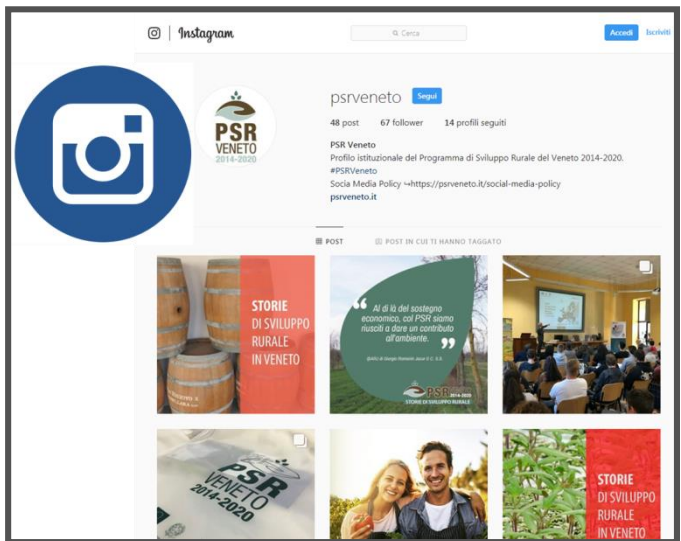 Instagram
Cerca
Accedi
Iscriviti
PSR
VENETO
2014-2020
psrveneto
Segui
48 post 67 follower 14 profili seguiti
PSR Veneto
Profilo istituzionale del Programma di Sviluppo Rurale del Veneto 2014-2020.
#PSRVeneto
Socia Media Policy ↪https://psrveneto.it/social-media-policy
psrveneto.it
POST
POST IN CUI TI HANNO TAGGATO
STORIE
DI SVILUPPO
RURALE
IN VENETO
“ Al di là del sostegno
economico, col PSR siamo
riusciti a dare un contributo
all'ambiente. ”
PSR 2014-2020
STORIE DI SVILUPPO RURALE
PSR
VENETO
2014-2020
STORIE
DI SVILUPPO
RURALE
IN VENETO